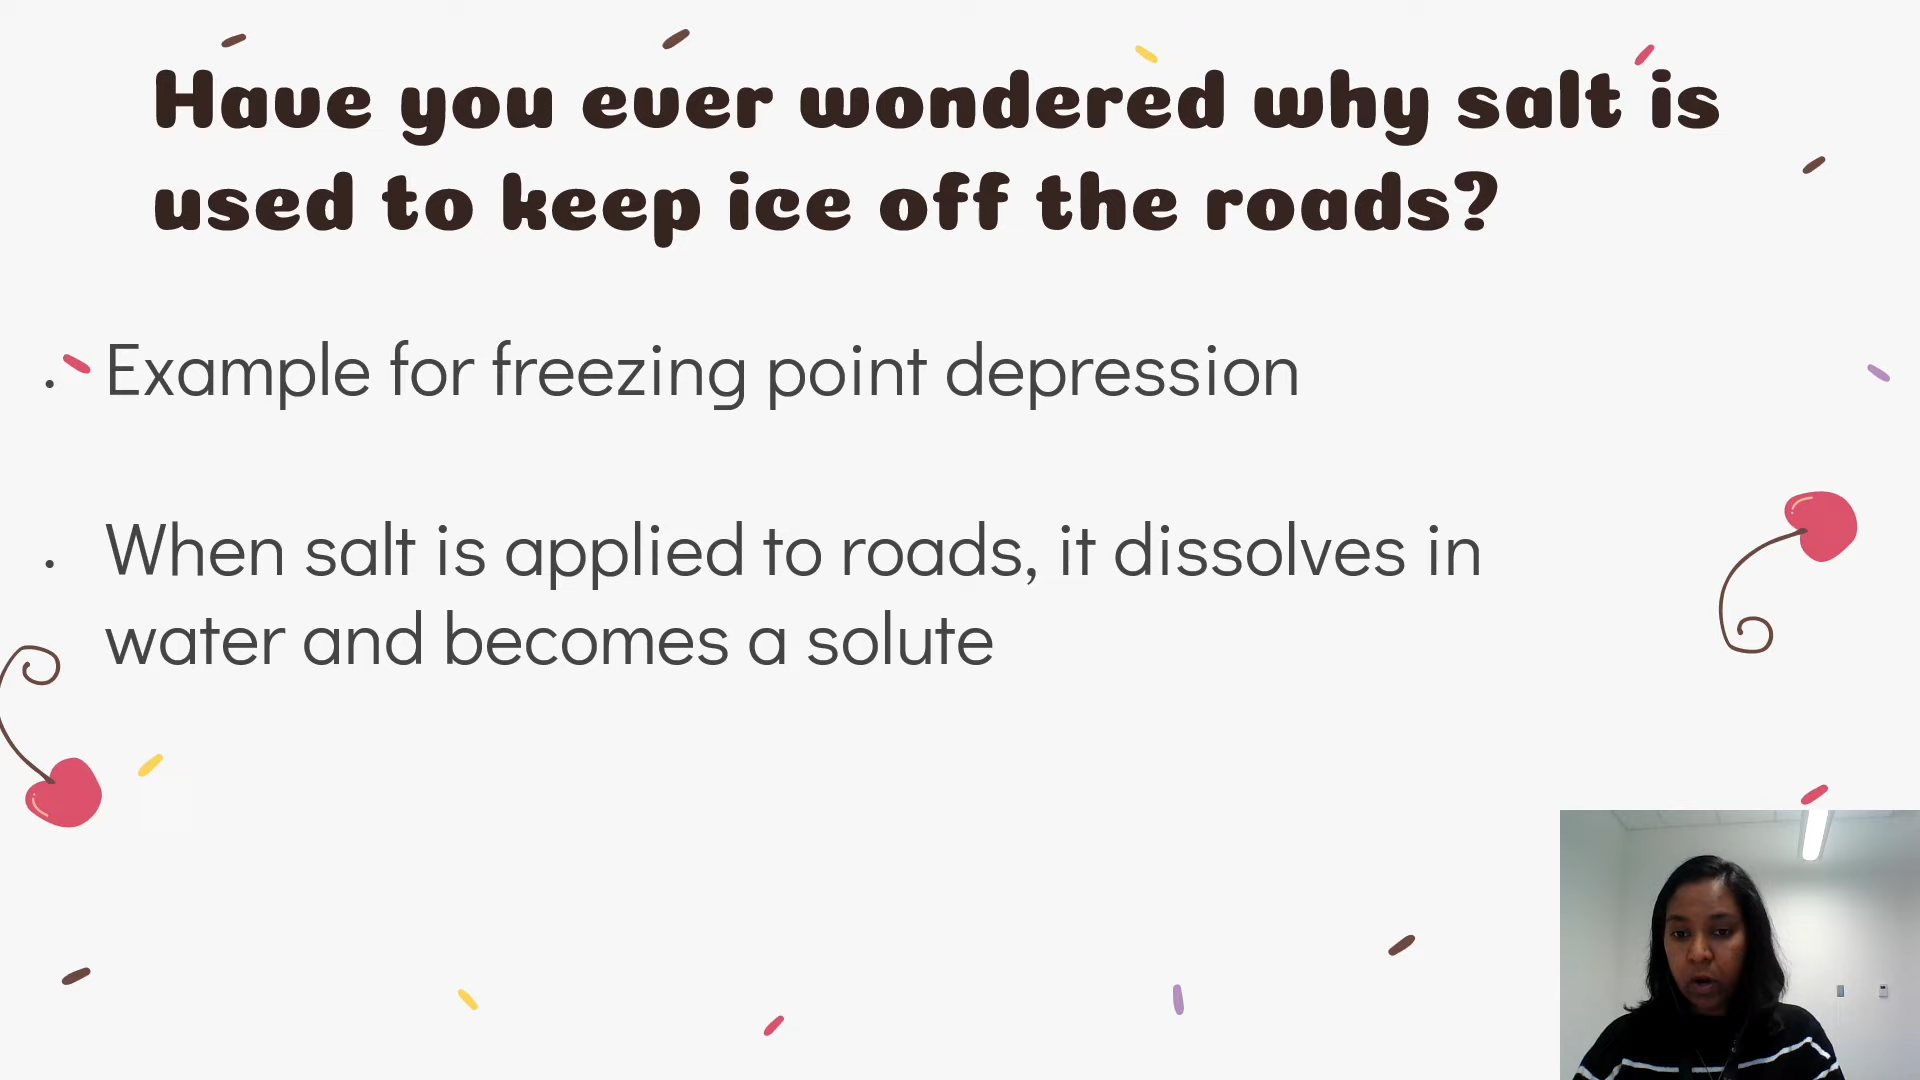 Have you ever wondered why salt is
used to keep ice off the roads?
• Example for freezing point depression
• When salt is applied to roads, it dissolves in
water and becomes a solute